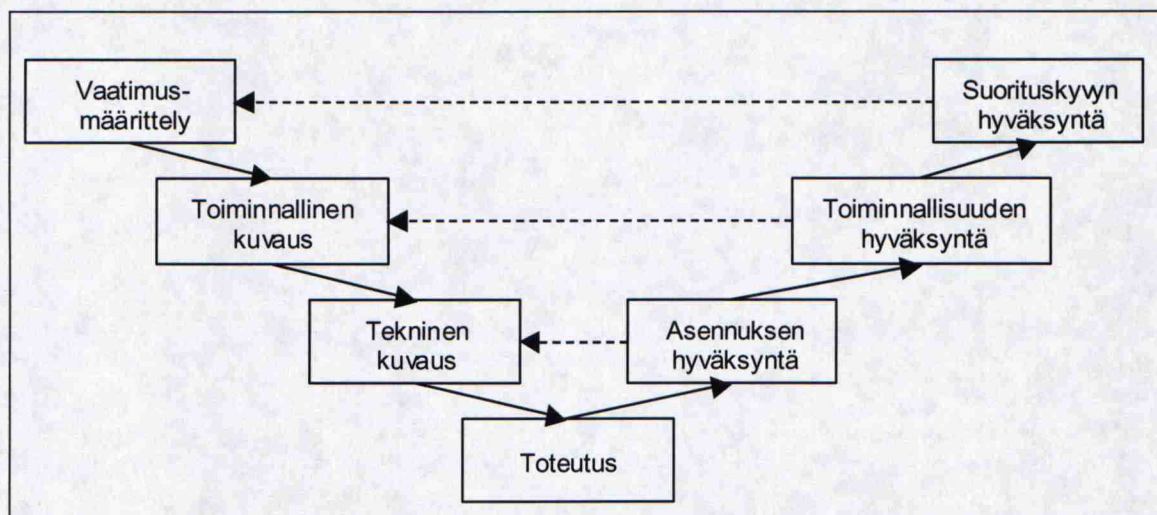 Vaatimus-
määrittely
Suorituskyvyn
hyväksyntä
Toiminnallinen
kuvaus
Toiminnallisuuden
hyväksyntä
Tekninen
kuvaus
Asennuksen
hyväksyntä
Toteutus